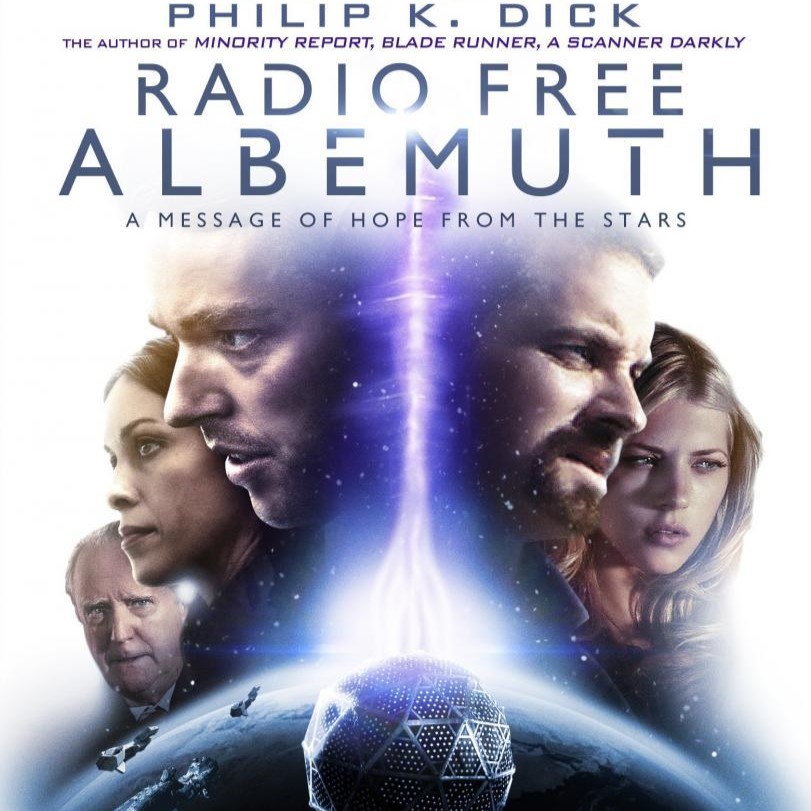 PHILIP K. DICK
THE AUTHOR OF MINORITY REPORT, BLADE RUNNER, A SCANNER DARKLY
RADIO FREE
ALBEMUTH
A MESSAGE OF HOPE FROM THE STARS